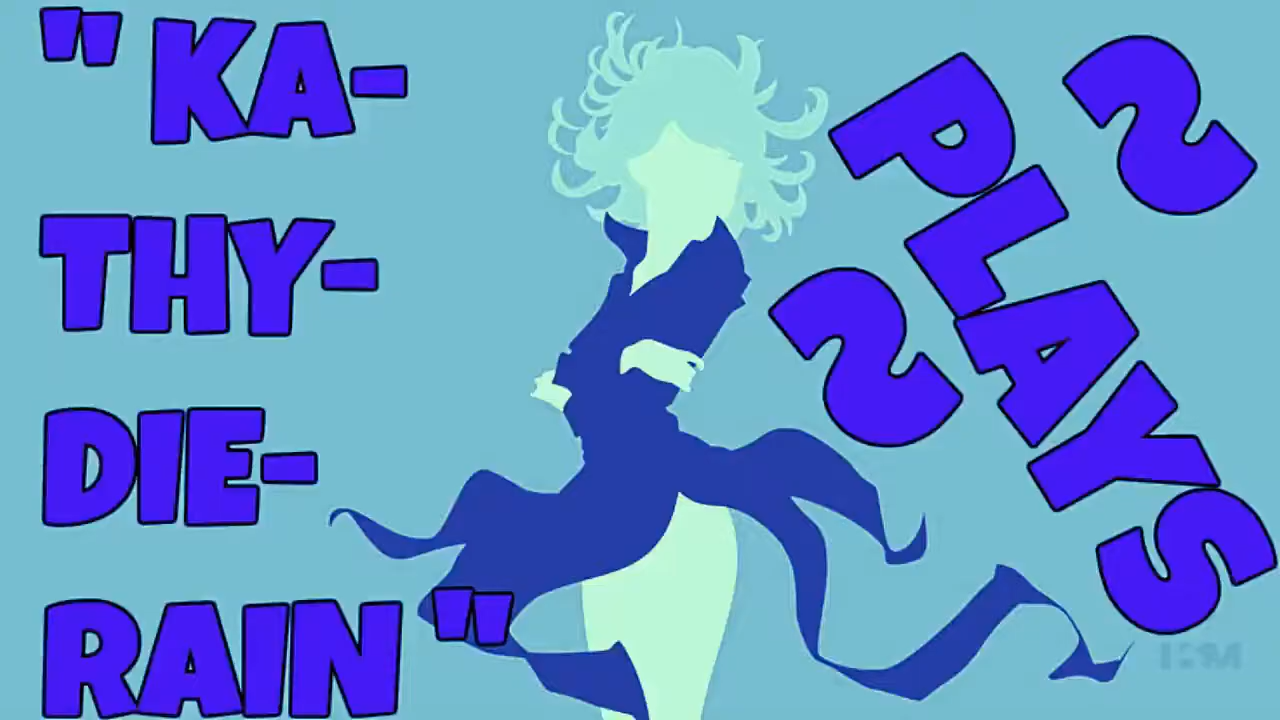 " KA-
THY-
DIE-
RAIN "
PLAYS